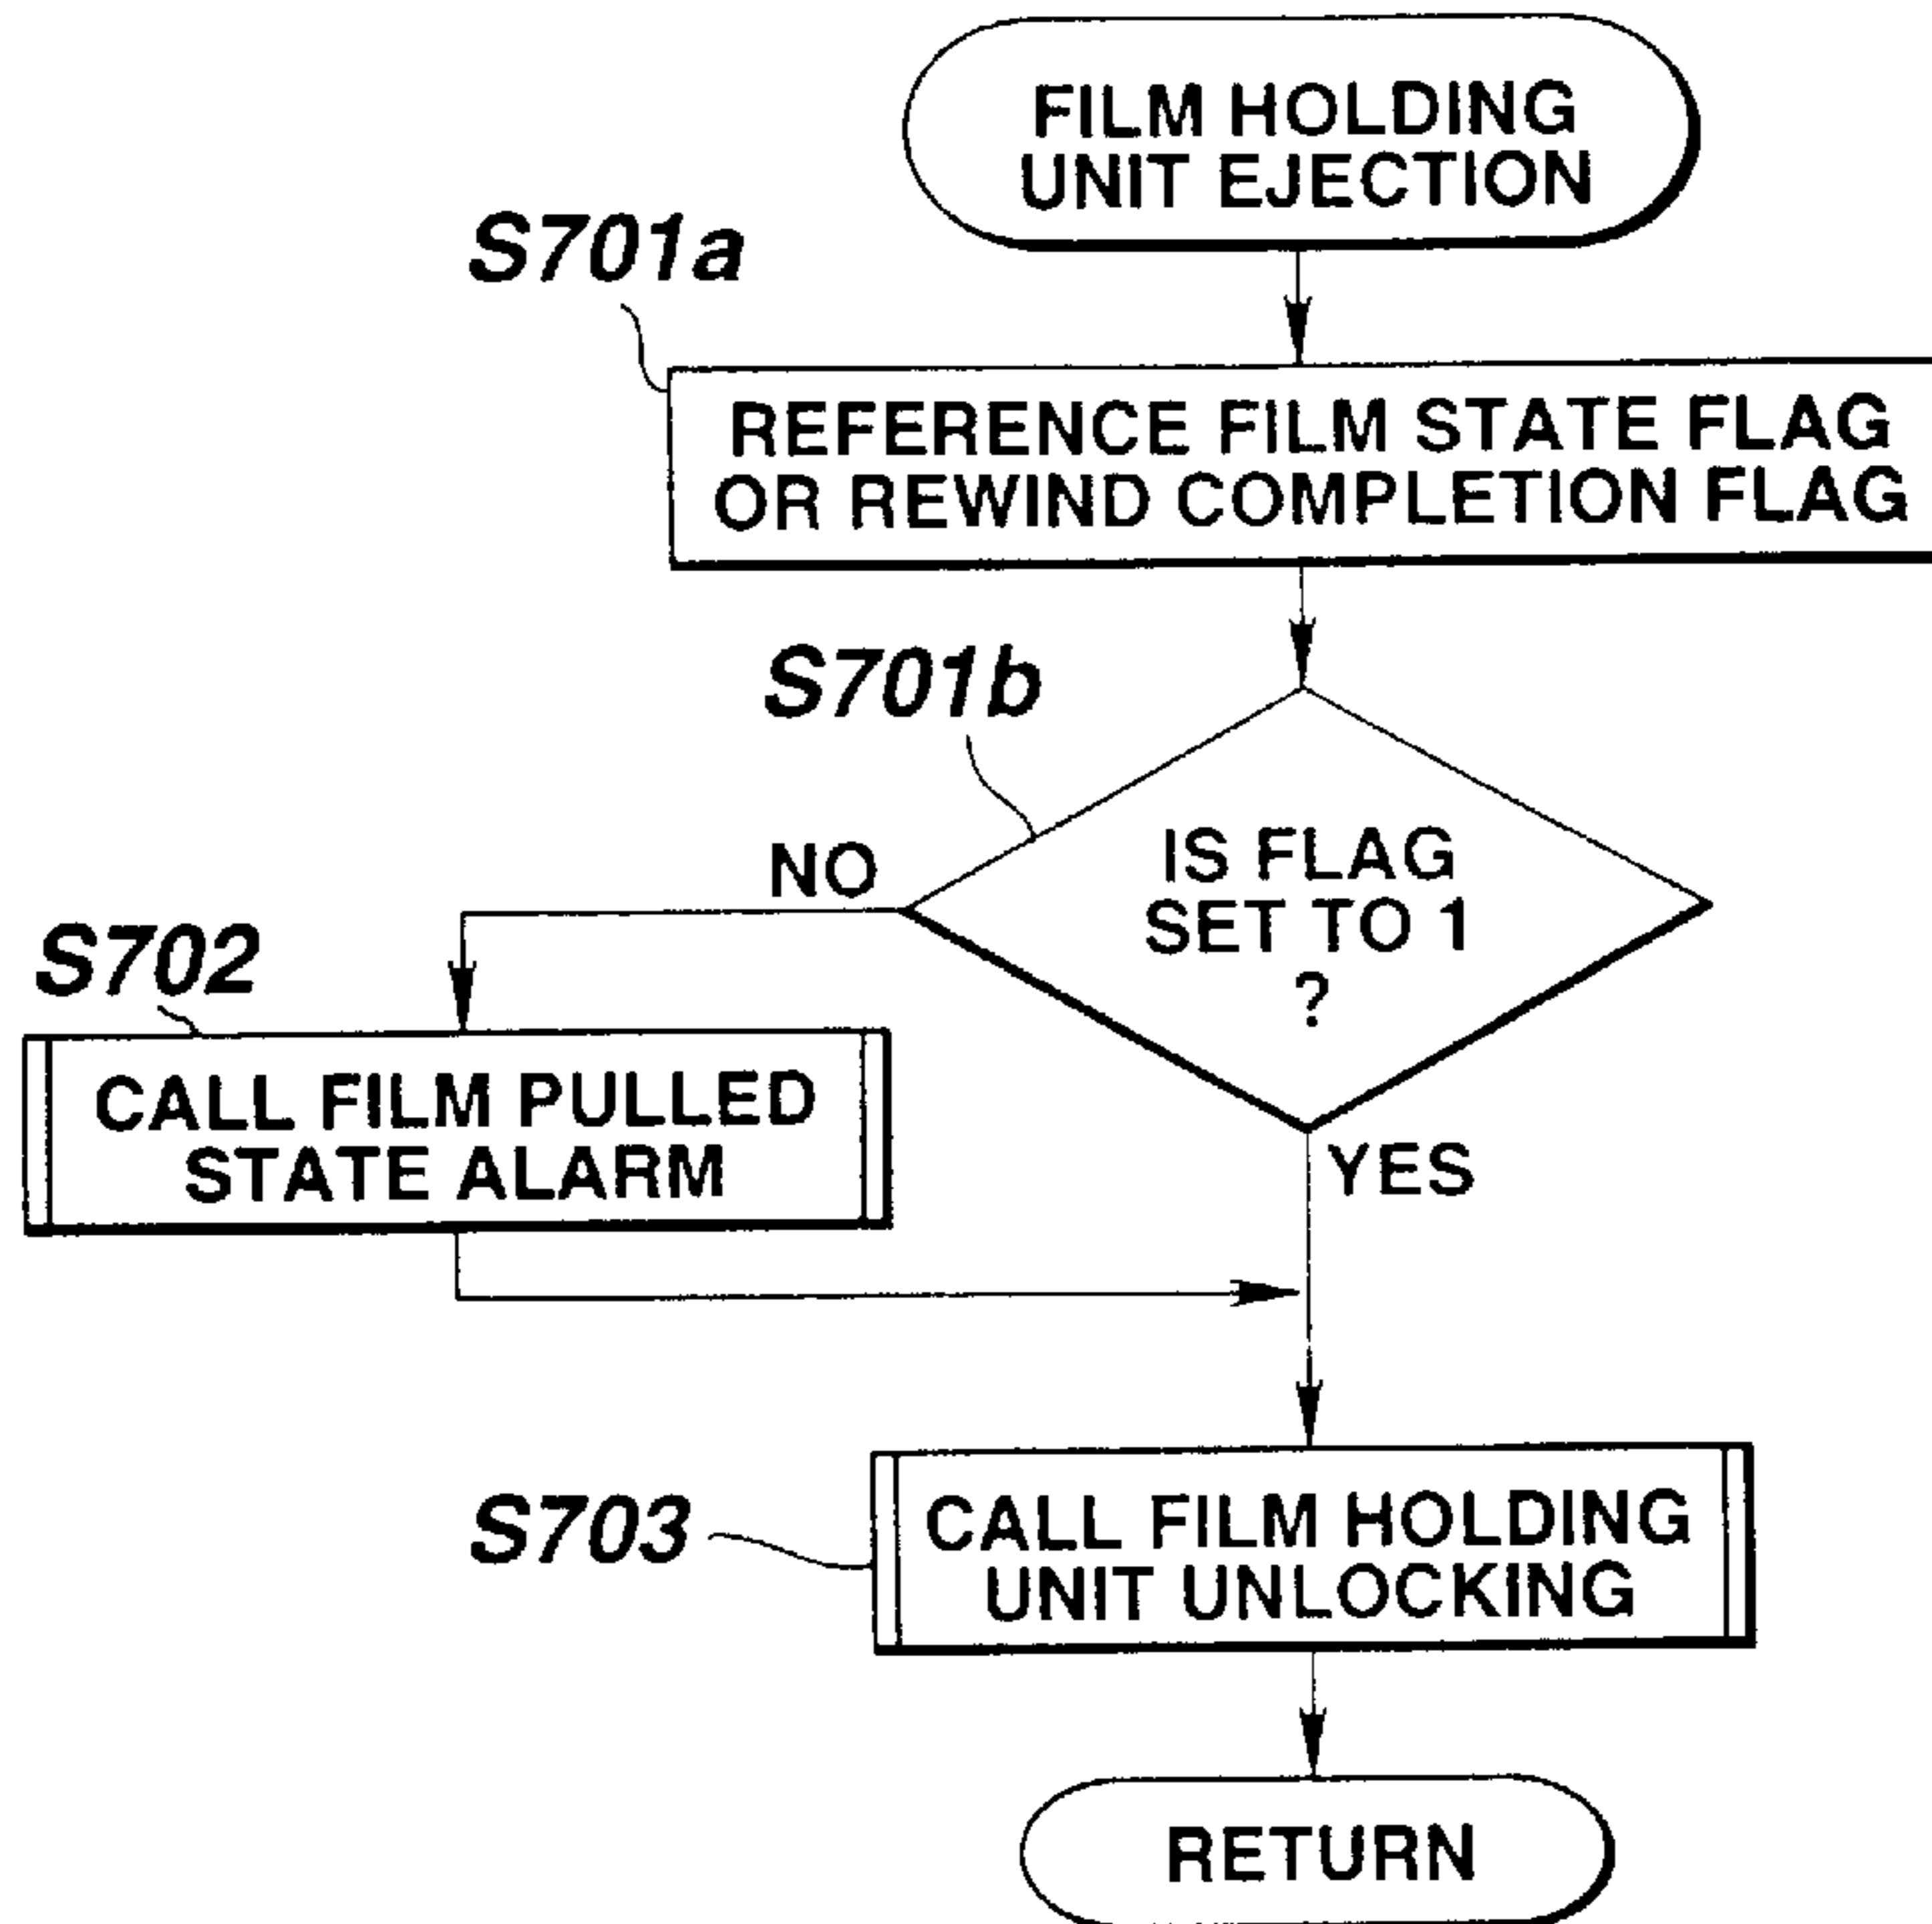 FILM HOLDING
UNIT EJECTION
S701a
REFERENCE FILM STATE FLAG
OR REWIND COMPLETION FLAG
S701b
IS FLAG
SET TO 1
?
NO
S702
CALL FILM PULLED
STATE ALARM
YES
S703
CALL FILM HOLDING
UNIT UNLOCKING
RETURN